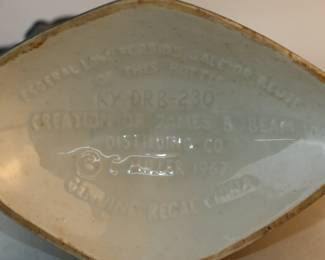 FEDERAL LAW FORBIDS SALE OR REUSE
OF THIS BOTTLE
KY DRB-230
CREATION OF JAMES B. BEAM
DISTILLING CO
© C. MILLER 1967
GENUINE REGAL CHINA